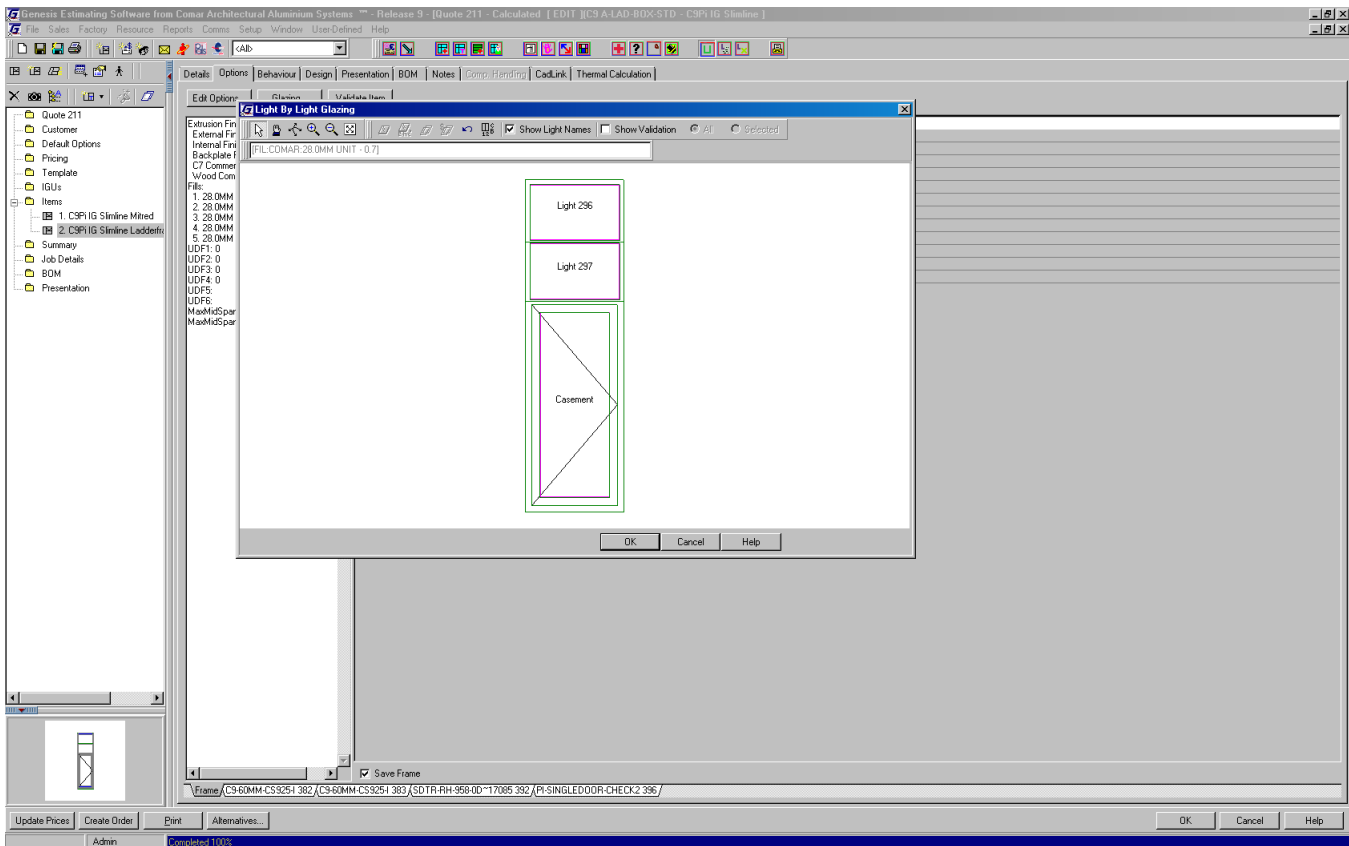 Genesis Estimating Software from Comar Architectural Aluminium Systems ™ - Release 9 - [Quote 211 - Calculated [ EDIT ][C9 A-LAD-BOX-STD - C9Pi IG Slimline ]
File Sales Factory Resource Reports Comms Setup Window User-Defined Help
<All>
Details Options Behaviour Design Presentation BOM Notes Comp. Handling CadLink Thermal Calculation
Edit Options Glazing Validate Item
Quote 211
Customer
Default Options
Pricing
Template
IGUs
Items
1. C9Pi IG Slimline Mitred
2. C9Pi IG Slimline Ladderfra
Summary
Job Details
BOM
Presentation
Extrusion Fin
External Fir
Internal Fini
Backplate F
C7 Commer
Wood Com
Fills:
1. 28.0MM
2. 28.0MM
3. 28.0MM
4. 28.0MM
5. 28.0MM
UDF1: 0
UDF2: 0
UDF3: 0
UDF4: 0
UDF5:
UDF6:
MaxMidSpar
MaxMidSpar
Light By Light Glazing
Show Light Names Show Validation All Selected
[FIL:COMAR:28.0MM UNIT - 0.7]
Light 296
Light 297
Casement
OK Cancel Help
Save Frame
Frame C9-60MM-CS925-I 382 C9-60MM-CS925-I 383 SDTR-RH-958-0D~17085 392 PI-SINGLEDOOR-CHECK2 396
Update Prices Create Order Print Alternatives... OK Cancel Help
Admin Completed 100%